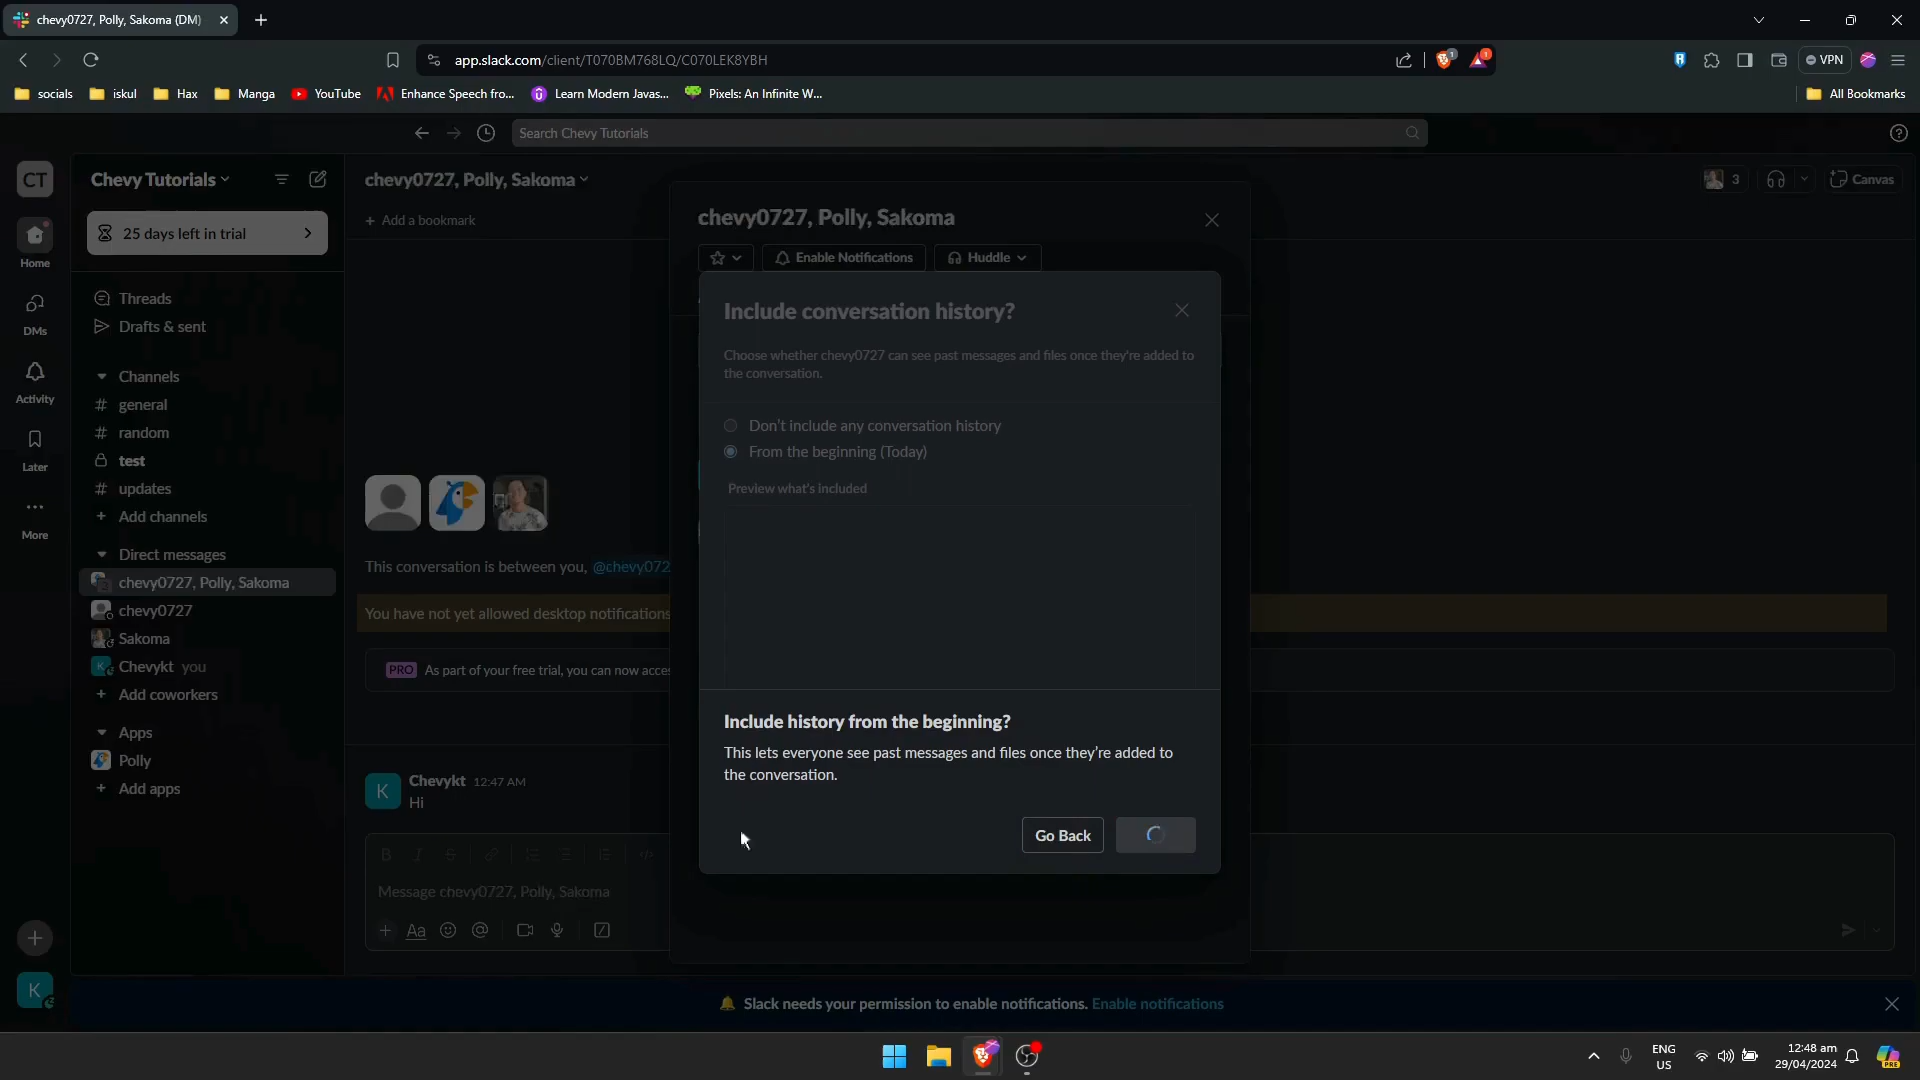 chevy0727, Polly, Sakoma (DM)
app.slack.com/client/T070BM768LQ/C070LEK8YBH
VPN
socials
iskul
Hax
Manga
YouTube
Enhance Speech fro...
Learn Modern Javas...
Pixels: An Infinite W...
All Bookmarks
Search Chevy Tutorials
CT
Home
DMs
Activity
Later
More
K
Chevy Tutorials
25 days left in trial
Threads
Drafts & sent
Channels
# general
# random
test
# updates
+ Add channels
Direct messages
chevy0727, Polly, Sakoma
chevy0727
Sakoma
Chevykt you
+ Add coworkers
Apps
Polly
+ Add apps
chevy0727, Polly, Sakoma
3
Canvas
+ Add a bookmark
This conversation is between you, @chevy072
You have not yet allowed desktop notifications
PRO As part of your free trial, you can now acces
K
Chevykt 12:47 AM
Hi
B I S
Message chevy0727, Polly, Sakoma
+ Aa @
chevy0727, Polly, Sakoma
Enable Notifications
Huddle
Include conversation history?
Choose whether chevy0727 can see past messages and files once they're added to
the conversation.
Don't include any conversation history
From the beginning (Today)
Preview what's included
Include history from the beginning?
This lets everyone see past messages and files once they're added to
the conversation.
Go Back
Slack needs your permission to enable notifications. Enable notifications
ENG
US
12:48 am
29/04/2024
PRE